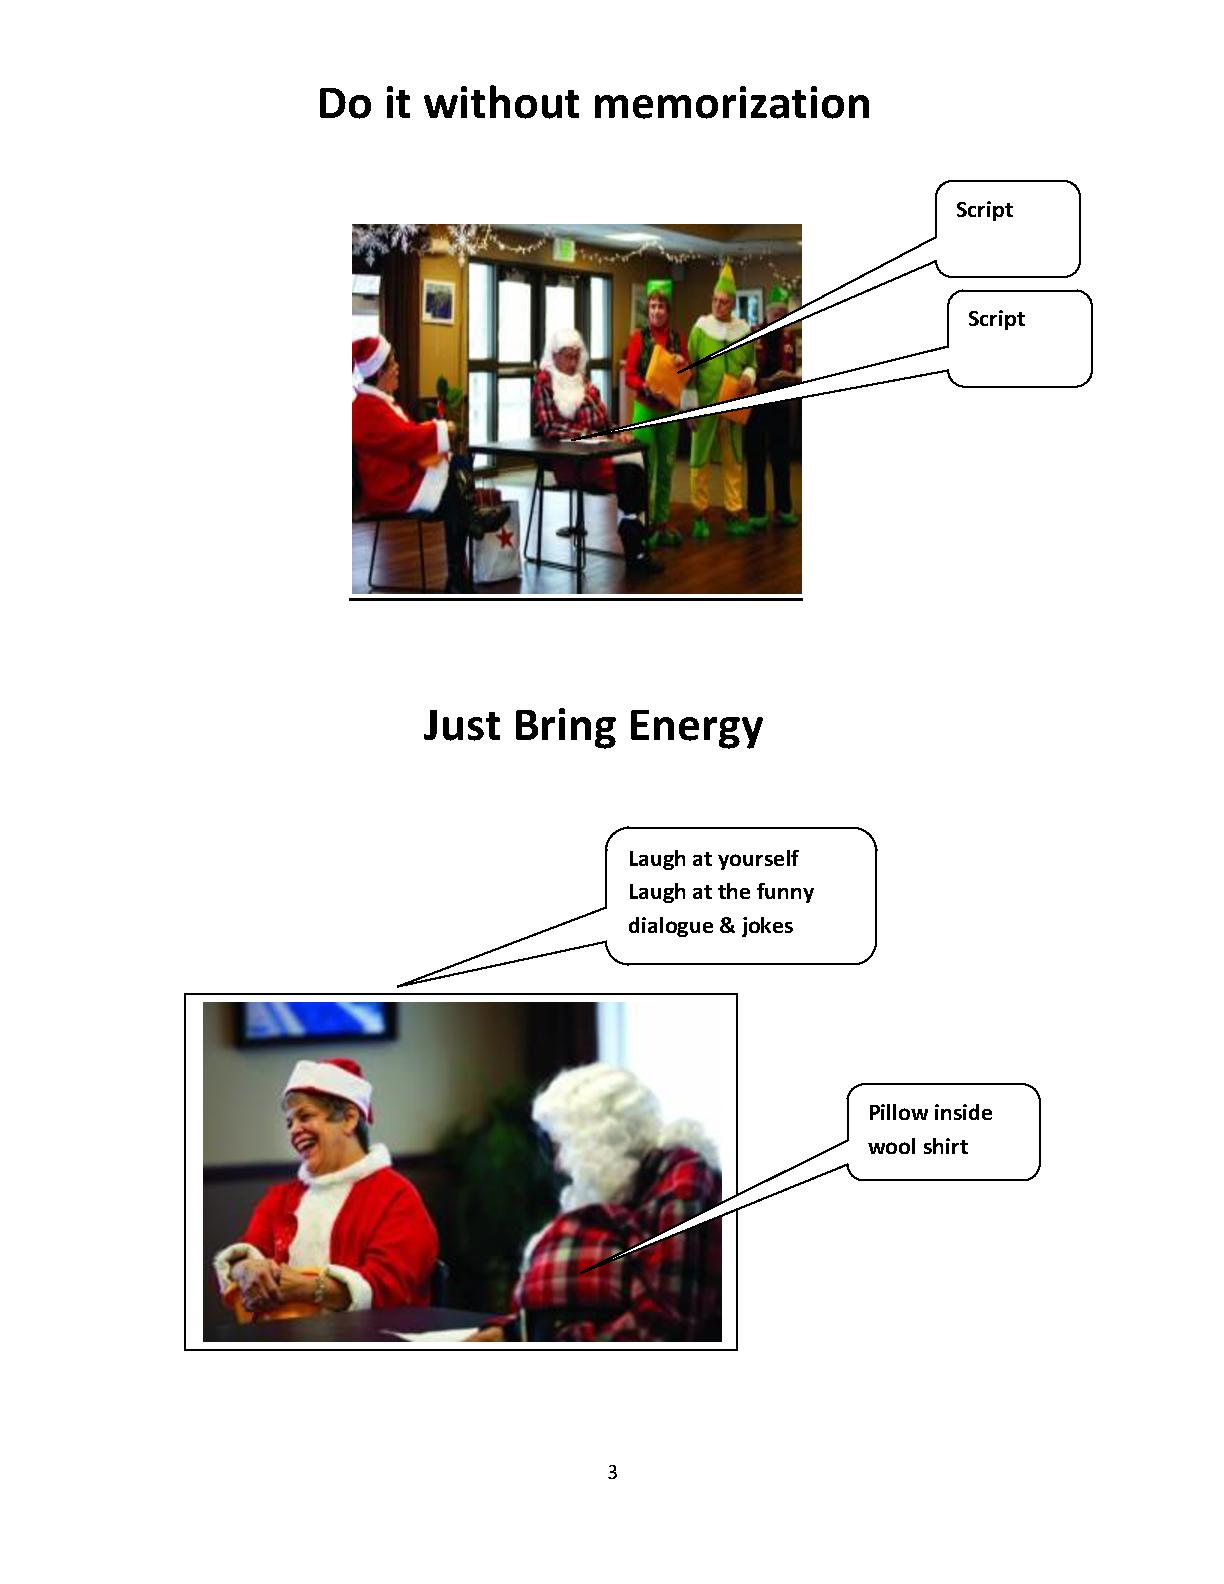 Do it without memorization
Script
Script
Just Bring Energy
Laugh at yourself
Laugh at the funny
dialogue & jokes
Pillow inside
wool shirt
3